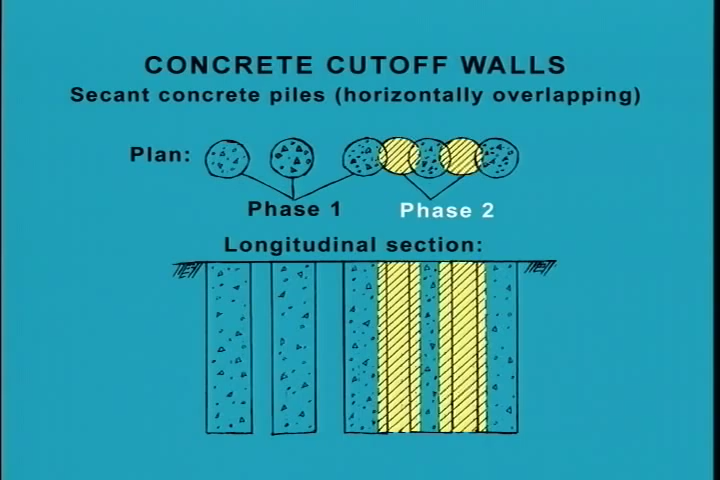 CONCRETE CUTOFF WALLS
Secant concrete piles (horizontally overlapping)
Plan:
Phase 1
Phase 2
Longitudinal section: